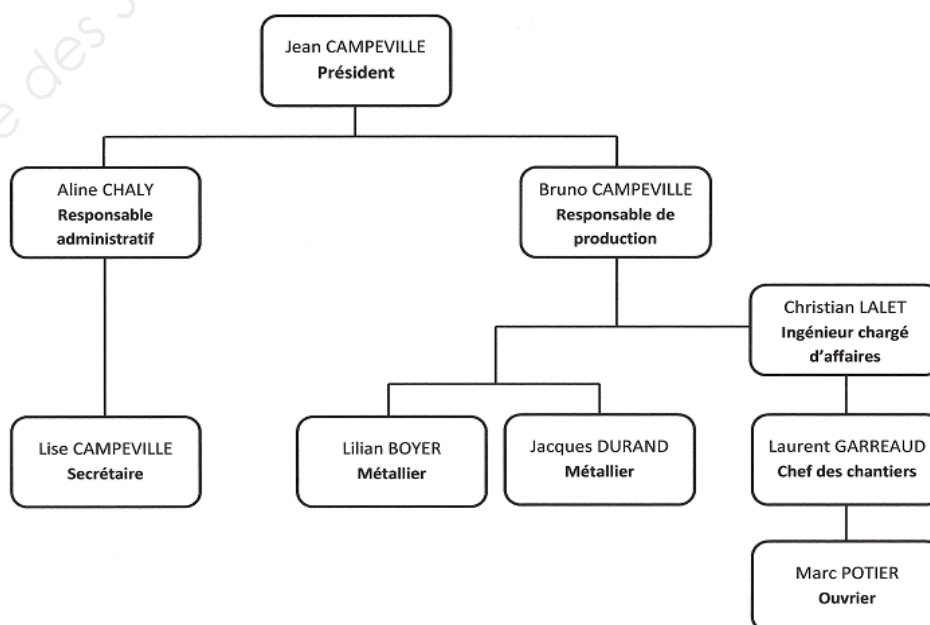 e des s
Jean CAMPEVILLE
Président
Aline CHALY
Responsable
administratif
Bruno CAMPEVILLE
Responsable de
production
Christian LALET
Ingénieur chargé
d'affaires
Lise CAMPEVILLE
Secrétaire
Lilian BOYER
Métallier
Jacques DURAND
Métallier
Laurent GARREAUD
Chef des chantiers
Marc POTIER
Ouvrier